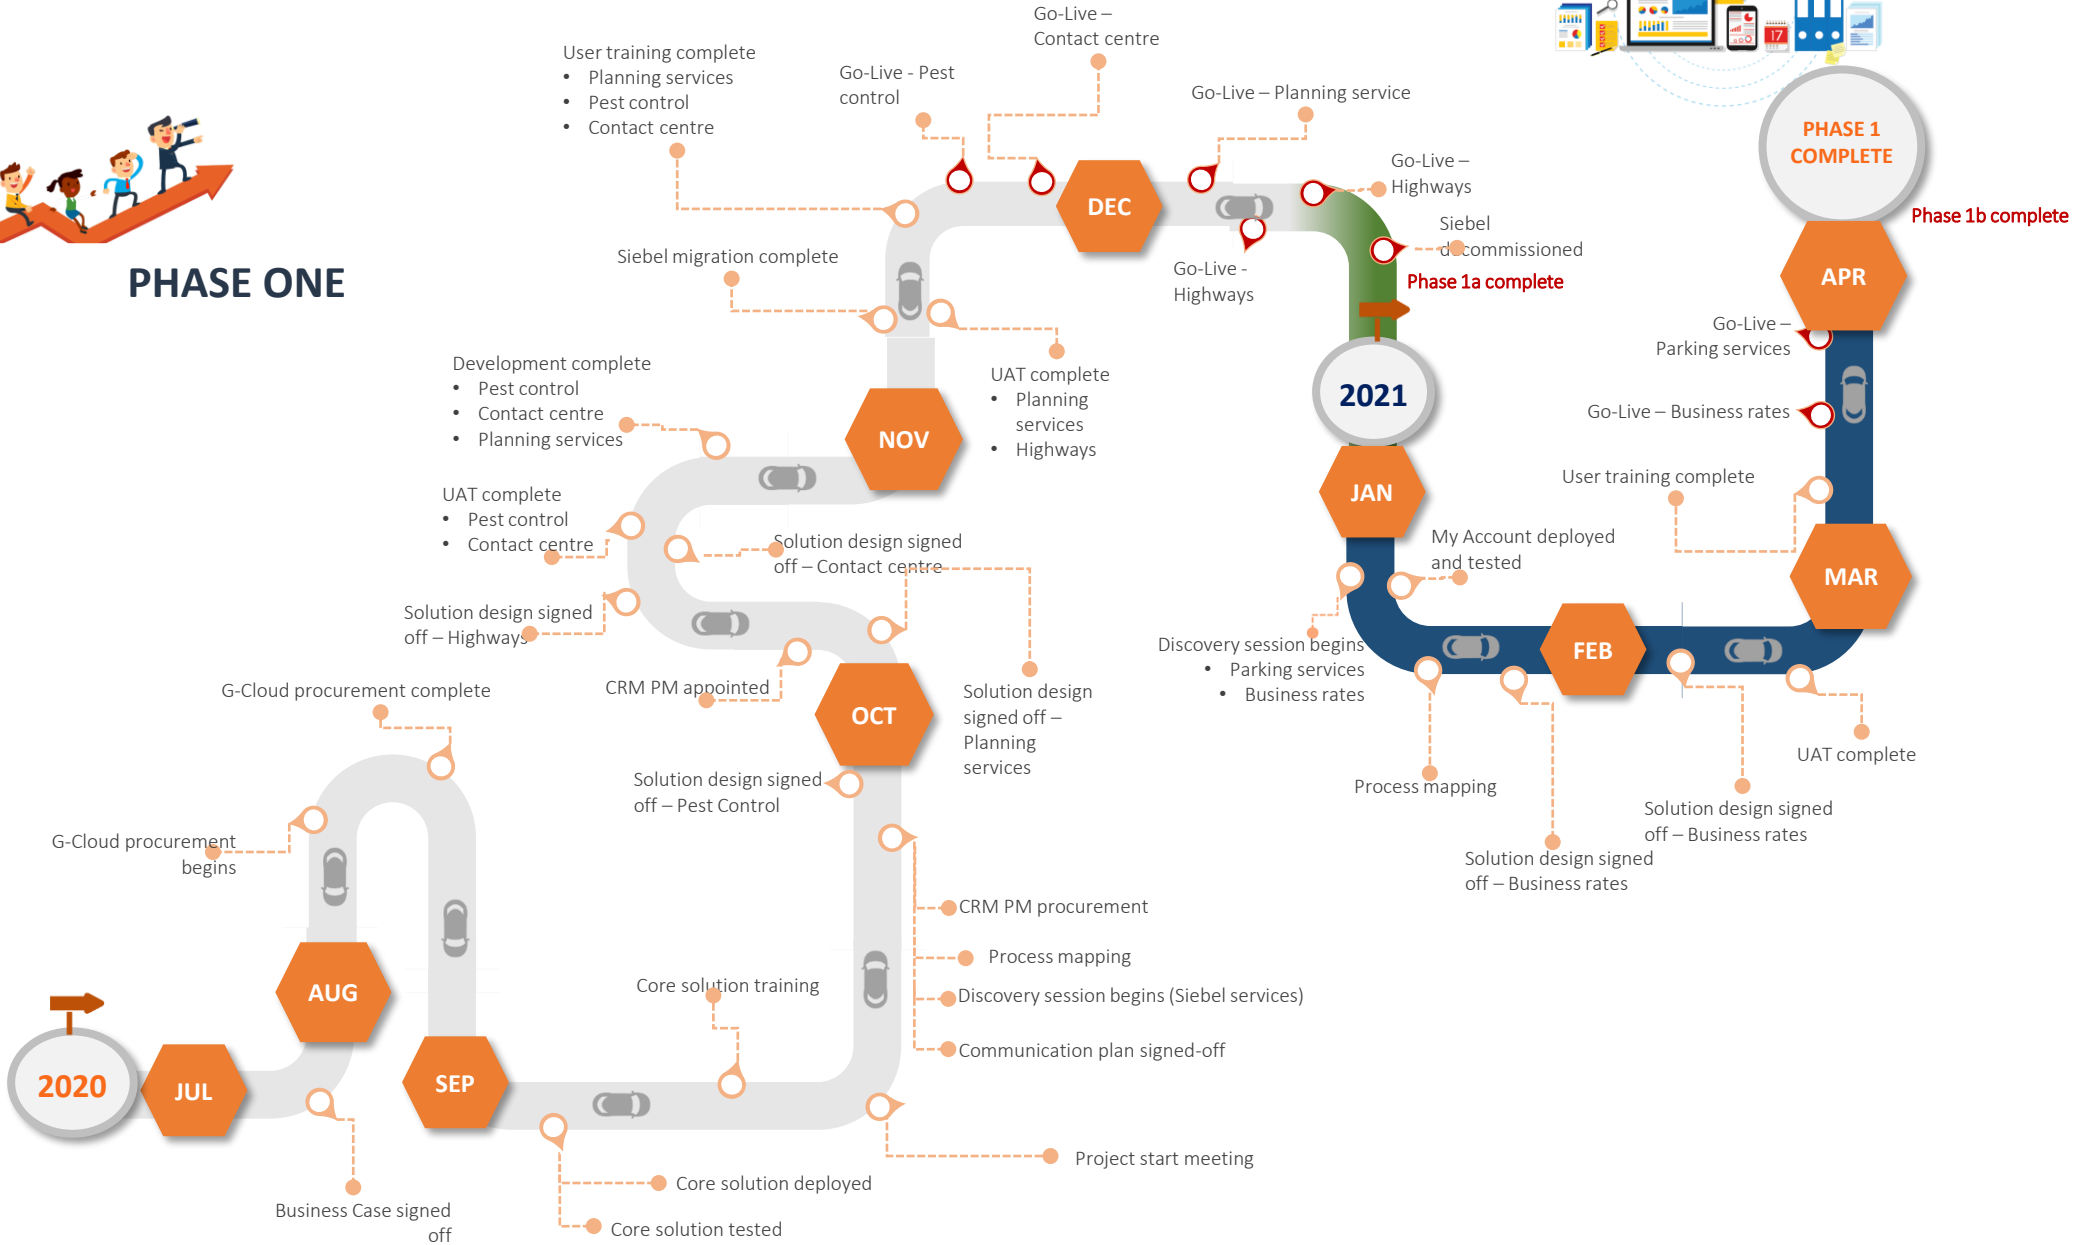 PHASE ONE
2020
JUL
Business Case signed
off
AUG
G-Cloud procurement
begins
G-Cloud procurement complete
SEP
Core solution deployed
Core solution tested
Core solution training
Project start meeting
CRM PM procurement
Process mapping
Discovery session begins (Siebel services)
Communication plan signed-off
Solution design signed
off – Pest Control
OCT
Solution design
signed off –
Planning
services
CRM PM appointed
Solution design signed
off – Highways
Solution design signed
off – Contact centre
UAT complete
• Pest control
• Contact centre
Development complete
• Pest control
• Contact centre
• Planning services
NOV
UAT complete
• Planning
services
• Highways
Siebel migration complete
User training complete
• Planning services
• Pest control
• Contact centre
Go-Live - Pest
control
Go-Live –
Contact centre
DEC
Go-Live – Planning service
Go-Live -
Highways
Go-Live –
Highways
Siebel
decommissioned
Phase 1a complete
2021
JAN
My Account deployed
and tested
Discovery session begins
• Parking services
• Business rates
Process mapping
Solution design signed
off – Business rates
FEB
Solution design signed
off – Business rates
UAT complete
MAR
User training complete
Go-Live – Business rates
Go-Live –
Parking services
APR
Phase 1b complete
PHASE 1
COMPLETE
17